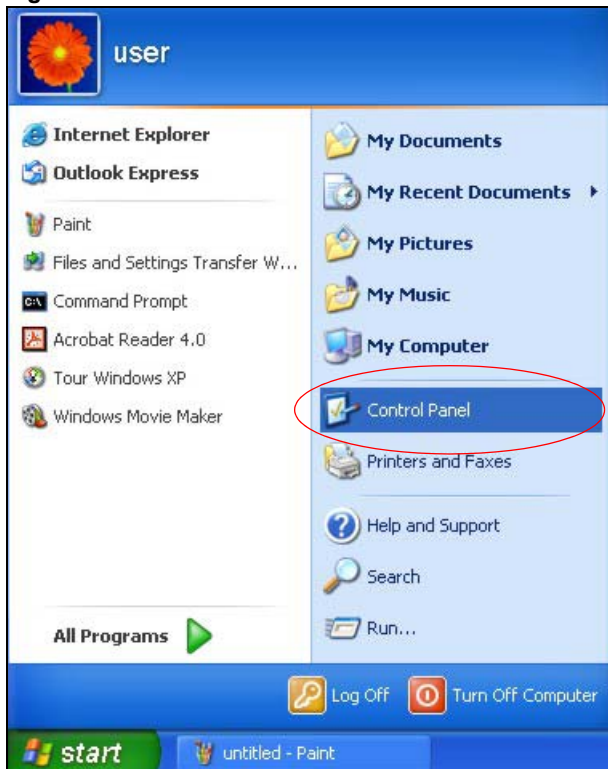 user
Internet Explorer
Outlook Express
Paint
Files and Settings Transfer W...
Command Prompt
Acrobat Reader 4.0
Tour Windows XP
Windows Movie Maker
All Programs
My Documents
My Recent Documents
My Pictures
My Music
My Computer
Control Panel
Printers and Faxes
Help and Support
Search
Run...
Log Off
Turn Off Computer
start
untitled - Paint